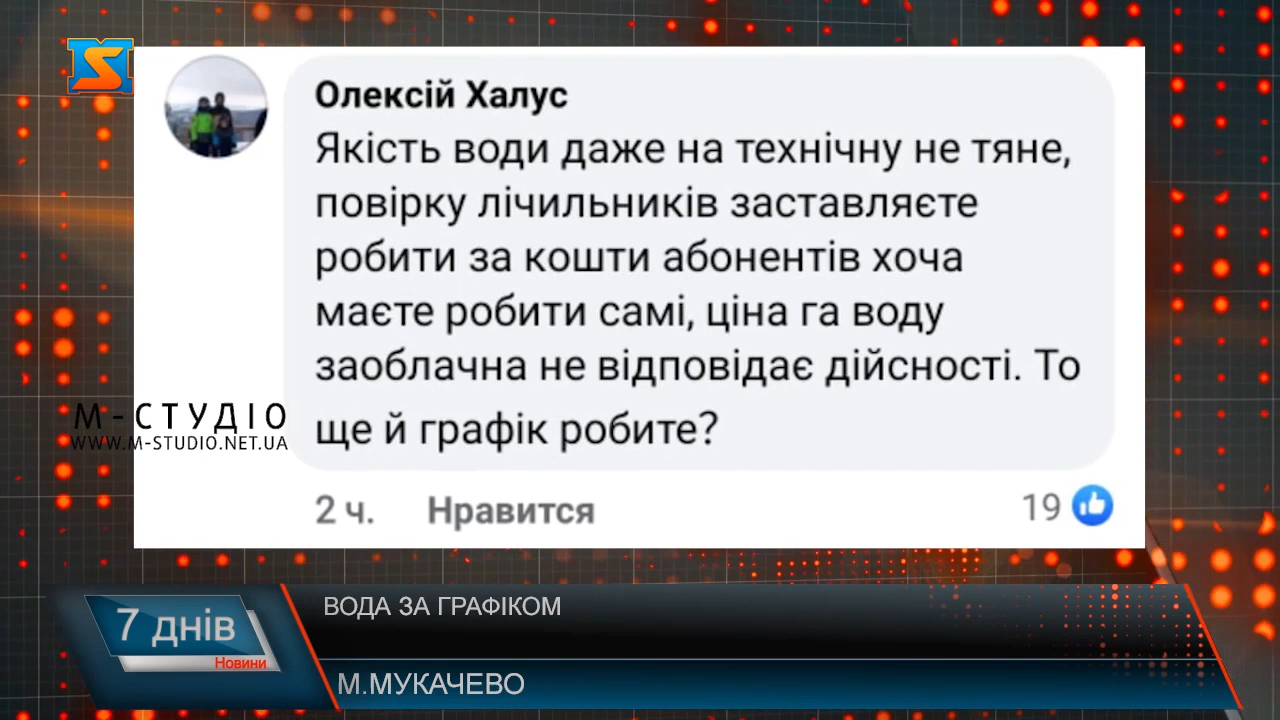 Олексій Халус
Якість води даже на технічну не тяне,
повірку лічильників заставляєте
робити за кошти абонентів хоча
маєте робити самі, ціна га воду
заоблачна не відповідає дійсності. То
ще й графік робите?
2 ч. Нравится 19
М-СТУДІО
WWW.M-STUDIO.NET.UA
ВОДА ЗА ГРАФІКОМ
7 днів
Новини
М.МУКАЧЕВО